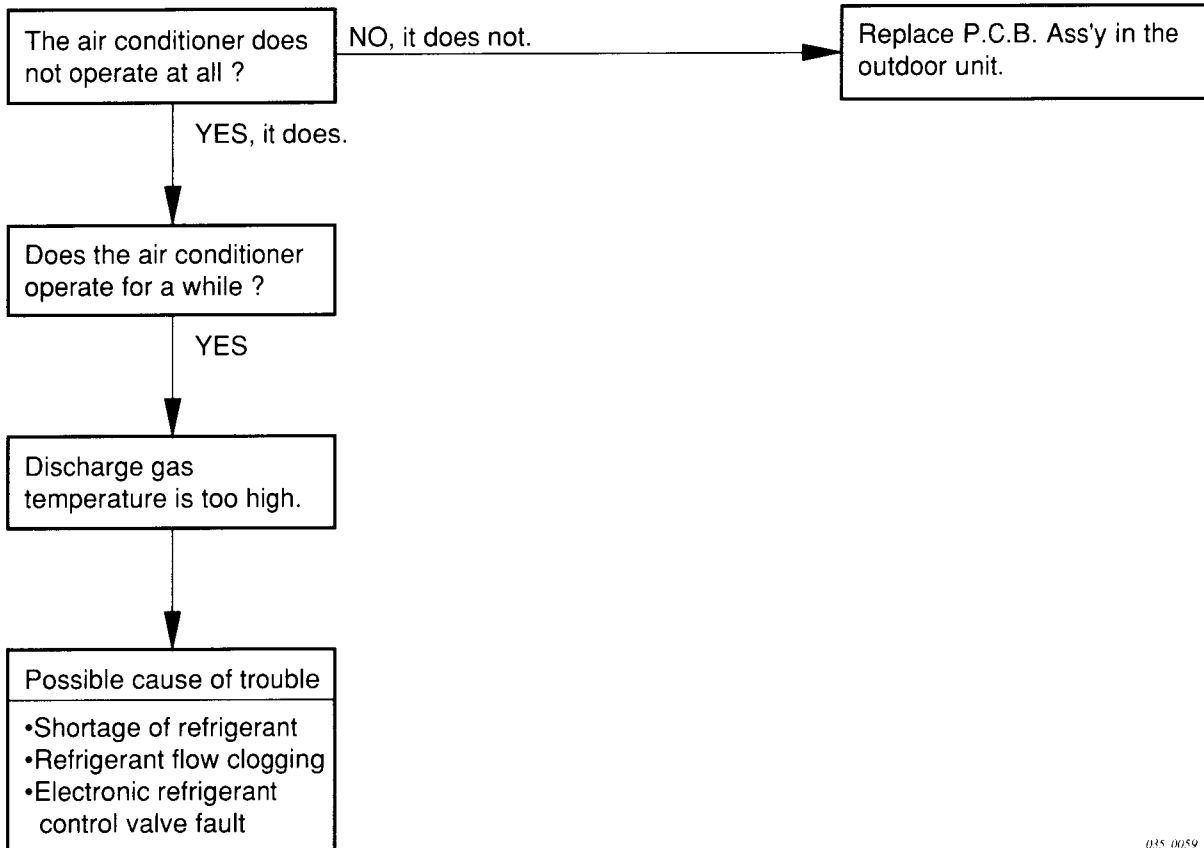 The air conditioner does
not operate at all ?
NO, it does not.
Replace P.C.B. Ass'y in the
outdoor unit.
YES, it does.
Does the air conditioner
operate for a while ?
YES
Discharge gas
temperature is too high.
Possible cause of trouble
•Shortage of refrigerant
•Refrigerant flow clogging
•Electronic refrigerant
control valve fault
035 0059